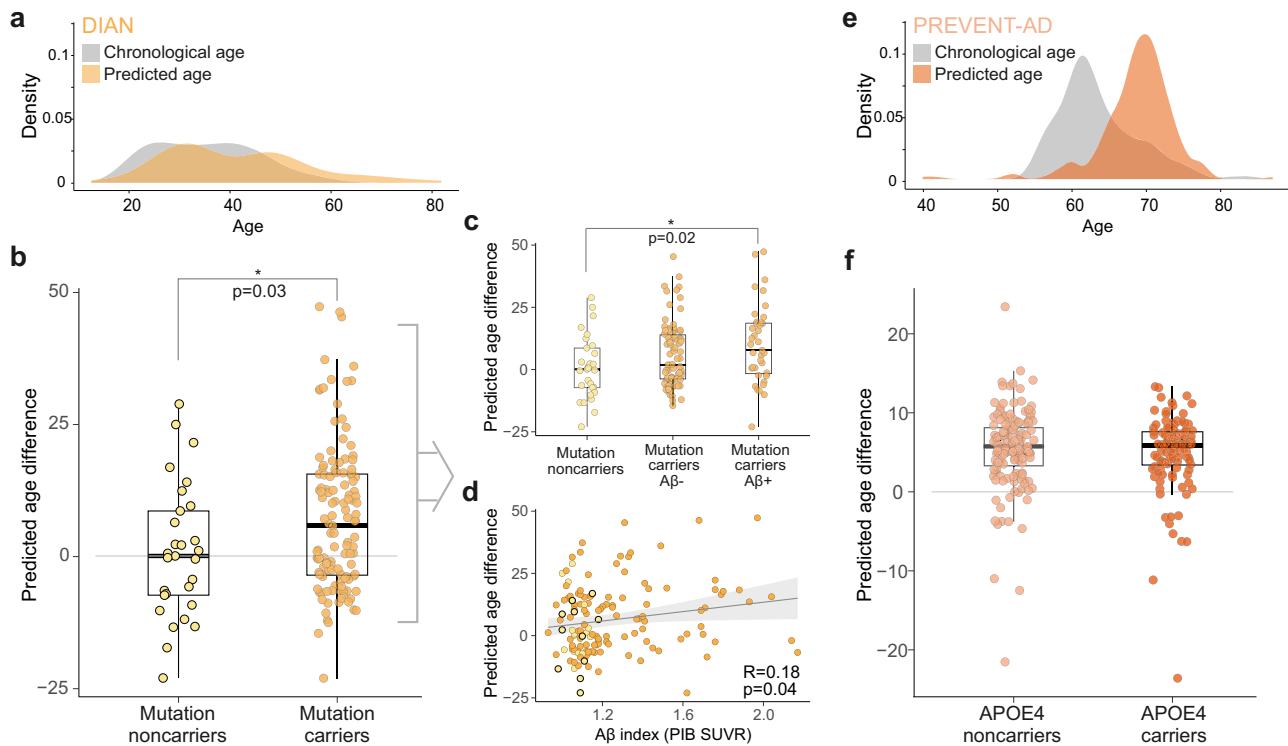 a
DIAN
Chronological age
Predicted age
Density
0.1
0.05
0
20
40
60
80
Age
b
*
p=0.03
Predicted age difference
50
25
0
−25
Mutation
noncarriers
Mutation
carriers
c
*
p=0.02
Predicted age difference
50
25
0
−25
Mutation
noncarriers
Mutation
carriers
Aβ-
Mutation
carriers
Aβ+
d
Predicted age difference
50
25
0
−25
R=0.18
p=0.04
1.2
1.6
2.0
Aβ index (PIB SUVR)
e
PREVENT-AD
Chronological age
Predicted age
Density
0.1
0.05
0
40
50
60
70
80
Age
f
Predicted age difference
20
10
0
−10
−20
APOE4
noncarriers
APOE4
carriers